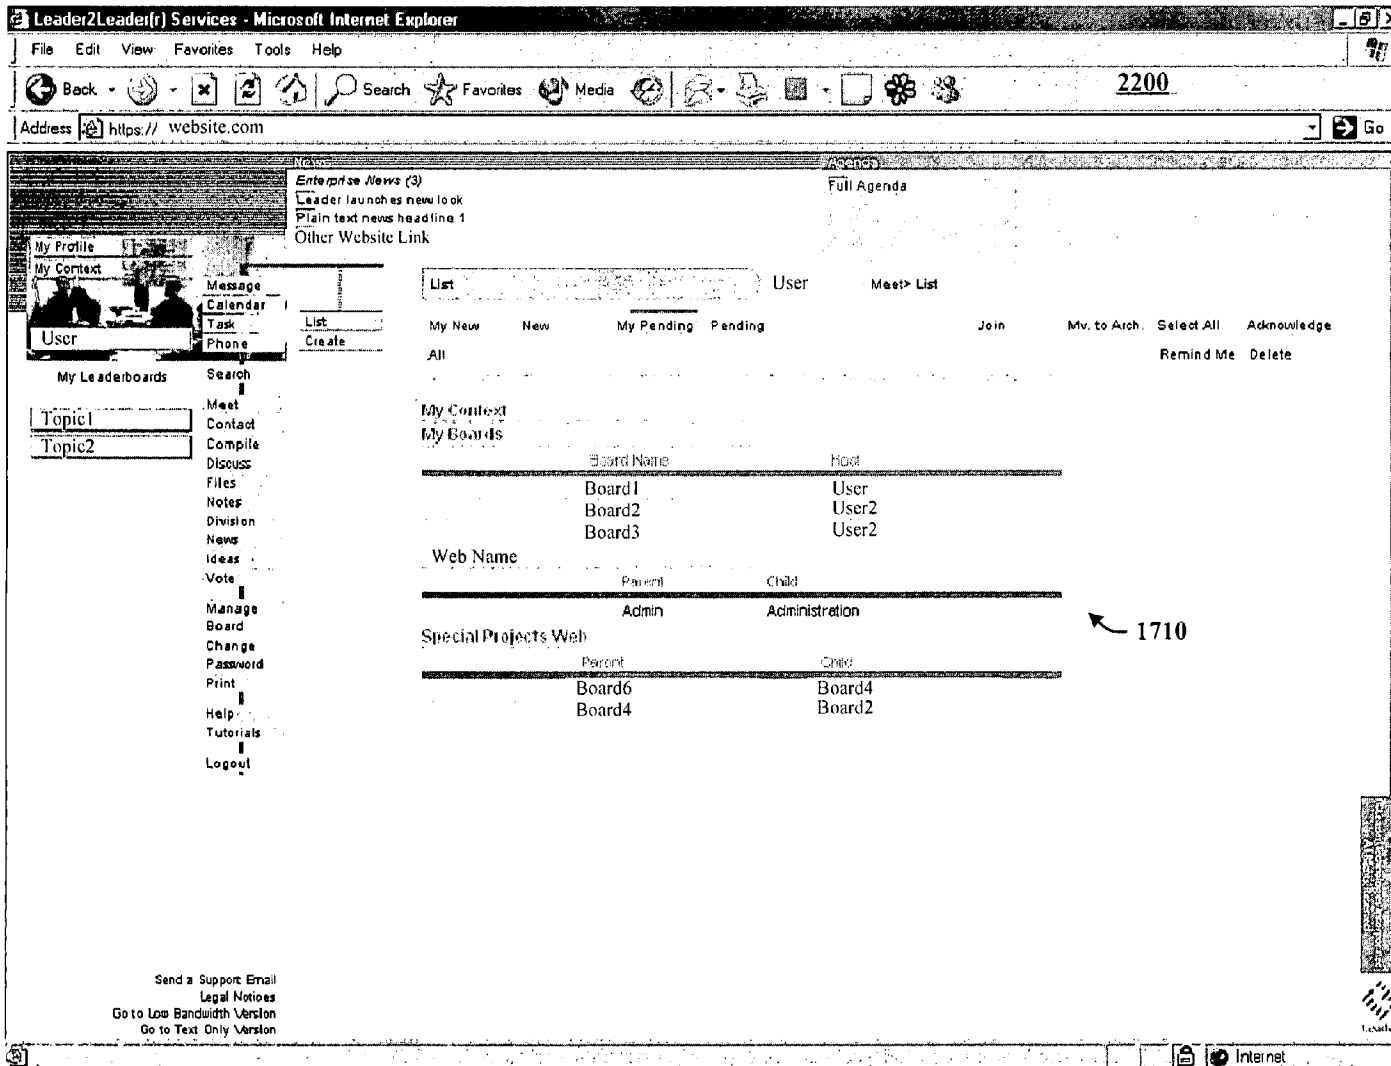 Leader2Leader(r) Services - Microsoft Internet Explorer
File Edit View Favorites Tools Help
Back Search Favorites Media 2200
Address https:// website.com Go
News Agenda
Enterprise News (3)
Leader launches new look
Plain text news headline 1
Other Website Link
Full Agenda
My Profile
My Context
User
My Leaderboards
Topic1
Topic2
Message
Calendar
Task
Phone
Search
Meet
Contact
Compile
Discuss
Files
Notes
Division
News
Ideas
Vote
Manage
Board
Change
Password
Print
Help
Tutorials
Logout
List
Create
List User Meet> List
My New New My Pending Pending Join Mv. to Arch. Select All Acknowledge
All Remind Me Delete
My Context
My Boards
Board Name Host
Board1 User
Board2 User2
Board3 User2
Web Name
Parent Child
Admin Administration
1710
Special Projects Web
Parent Child
Board6 Board4
Board4 Board2
Send a Support Email
Legal Notices
Go to Low Bandwidth Version
Go to Text Only Version
Internet